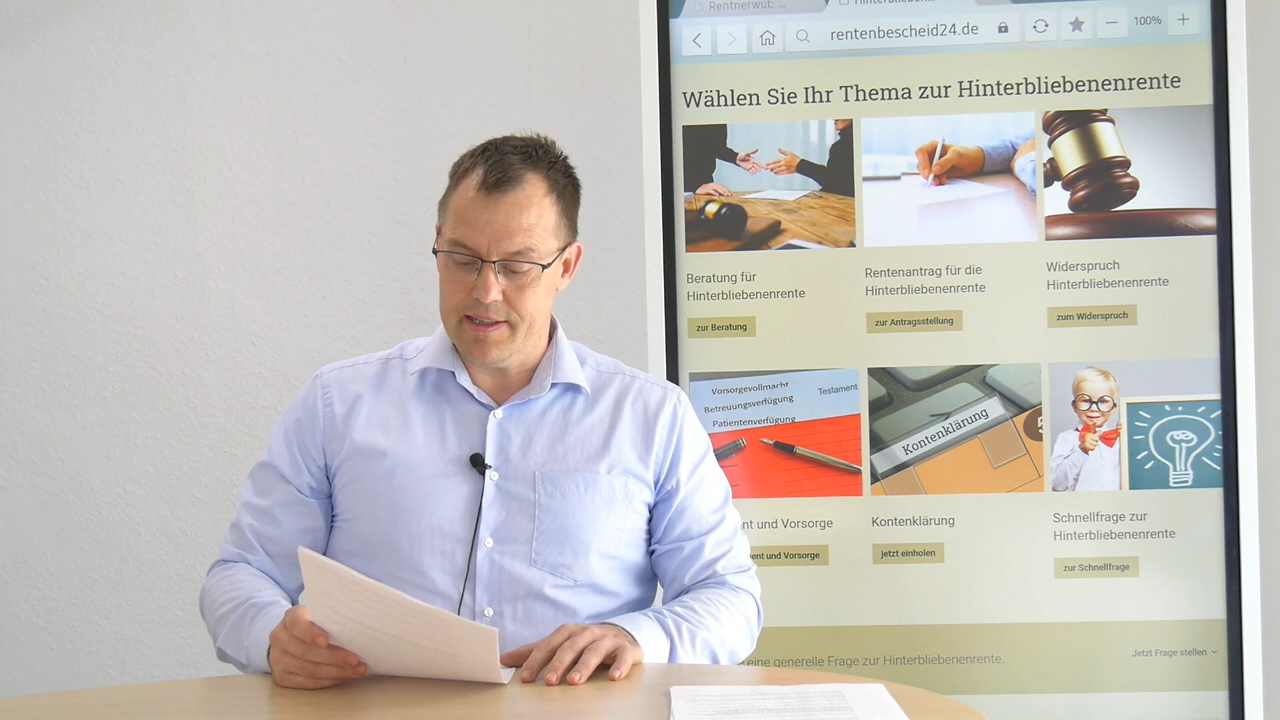 Rentnerwut: ...
rentenbescheid24.de
100%
Wählen Sie Ihr Thema zur Hinterbliebenenrente
Beratung für
Hinterbliebenenrente
zur Beratung
Rentenantrag für die
Hinterbliebenenrente
zur Antragsstellung
Widerspruch
Hinterbliebenenrente
zum Widerspruch
Vorsorgevollmacht
Testament
Betreuungsverfügung
Patientenverfügung
Kontenklärung
und Vorsorge
und Vorsorge
Kontenklärung
jetzt einholen
Schnellfrage zur
Hinterbliebenenrente
zur Schnellfrage
eine generelle Frage zur Hinterbliebenenrente.
Jetzt Frage stellen